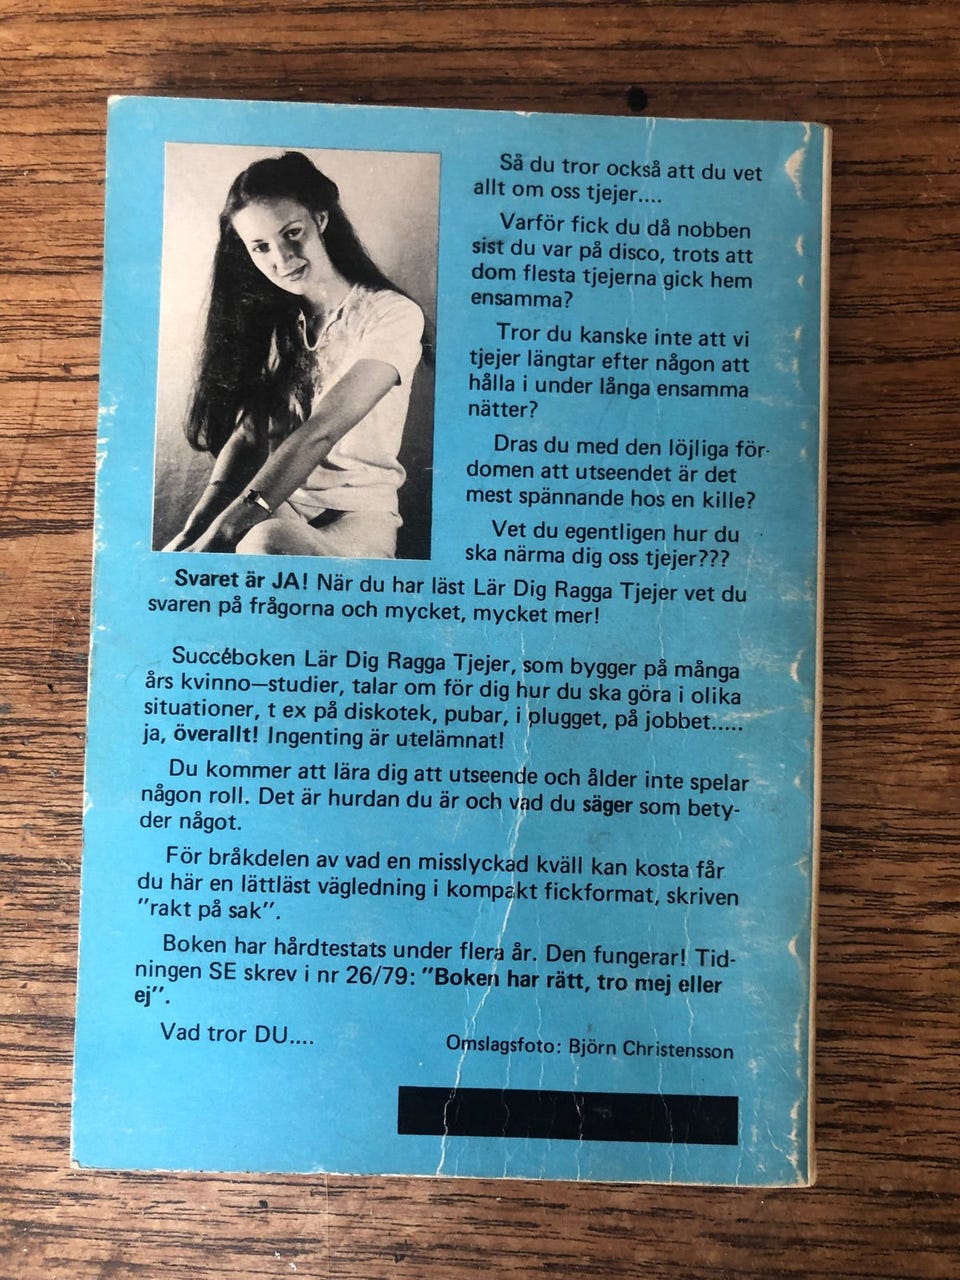 Så du tror också att du vet
allt om oss tjejer....
Varför fick du då nobben
sist du var på disco, trots att
dom flesta tjejerna gick hem
ensamma?
Tror du kanske inte att vi
tjejer längtar efter någon att
hålla i under långa ensamma
nätter?
Dras du med den löjliga för-
domen att utseendet är det
mest spännande hos en kille?
Vet du egentligen hur du
ska närma dig oss tjejer???
Svaret är JA! När du har läst Lär Dig Ragga Tjejer vet du
svaren på frågorna och mycket, mycket mer!
Succéboken Lär Dig Ragga Tjejer, som bygger på många
års kvinno—studier, talar om för dig hur du ska göra i olika
situationer, t ex på diskotek, pubar, i plugget, på jobbet.....
ja, överallt! Ingenting är utelämnat!
Du kommer att lära dig att utseende och ålder inte spelar
någon roll. Det är hurdan du är och vad du säger som bety-
der något.
För bråkdelen av vad en misslyckad kväll kan kosta får
du här en lättläst vägledning i kompakt fickformat, skriven
"rakt på sak".
Boken har hårdtestats under flera år. Den fungerar! Tid-
ningen SE skrev i nr 26/79: "Boken har rätt, tro mej eller
ej".
Vad tror DU....
Omslagsfoto: Björn Christensson